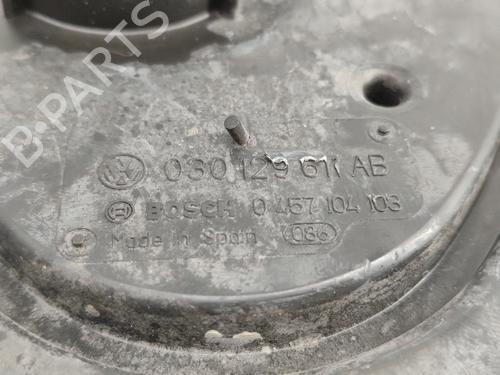 B-PARTS
030 129 611 AB
BOSCH 0 457 104 103
Made in Spain 086